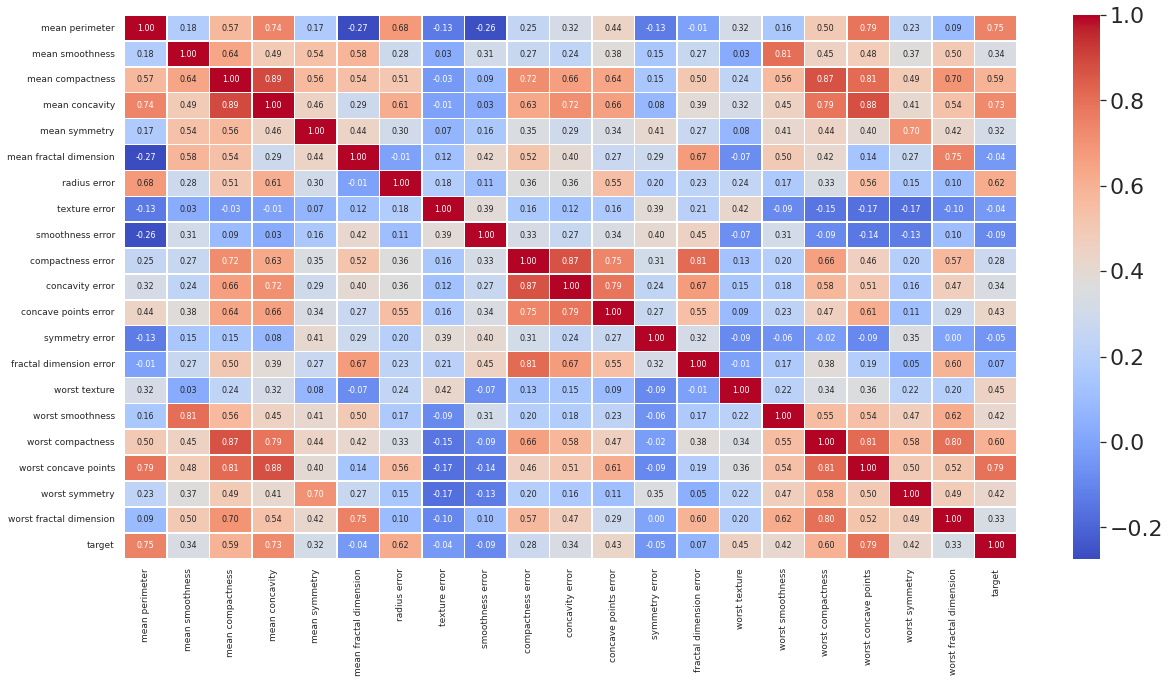 mean perimeter 1.00 0.18 0.57 0.74 0.17 -0.27 0.68 -0.13 -0.26 0.25 0.32 0.44 -0.13 -0.01 0.32 0.16 0.50 0.79 0.23 0.09 0.75
mean smoothness 0.18 1.00 0.64 0.49 0.54 0.58 0.28 0.03 0.31 0.27 0.24 0.38 0.15 0.27 0.03 0.81 0.45 0.48 0.37 0.50 0.34
mean compactness 0.57 0.64 1.00 0.89 0.56 0.54 0.51 -0.03 0.09 0.72 0.66 0.64 0.15 0.50 0.24 0.56 0.87 0.81 0.49 0.70 0.59
mean concavity 0.74 0.49 0.89 1.00 0.46 0.29 0.61 -0.01 0.03 0.63 0.72 0.66 0.08 0.39 0.32 0.45 0.79 0.88 0.41 0.54 0.73
mean symmetry 0.17 0.54 0.56 0.46 1.00 0.44 0.30 0.07 0.16 0.35 0.29 0.34 0.41 0.27 0.08 0.41 0.44 0.40 0.70 0.42 0.32
mean fractal dimension -0.27 0.58 0.54 0.29 0.44 1.00 -0.01 0.12 0.42 0.52 0.40 0.27 0.29 0.67 -0.07 0.50 0.42 0.14 0.27 0.75 -0.04
radius error 0.68 0.28 0.51 0.61 0.30 -0.01 1.00 0.18 0.11 0.36 0.36 0.55 0.20 0.23 0.24 0.17 0.33 0.56 0.15 0.10 0.62
texture error -0.13 0.03 -0.03 -0.01 0.07 0.12 0.18 1.00 0.39 0.16 0.12 0.16 0.39 0.21 0.42 -0.09 -0.15 -0.17 -0.17 -0.10 -0.04
smoothness error -0.26 0.31 0.09 0.03 0.16 0.42 0.11 0.39 1.00 0.33 0.27 0.34 0.40 0.45 -0.07 0.31 -0.09 -0.14 -0.13 0.10 -0.09
compactness error 0.25 0.27 0.72 0.63 0.35 0.52 0.36 0.16 0.33 1.00 0.87 0.75 0.31 0.81 0.13 0.20 0.66 0.46 0.20 0.57 0.28
concavity error 0.32 0.24 0.66 0.72 0.29 0.40 0.36 0.12 0.27 0.87 1.00 0.79 0.24 0.67 0.15 0.18 0.58 0.51 0.16 0.47 0.34
concave points error 0.44 0.38 0.64 0.66 0.34 0.27 0.55 0.16 0.34 0.75 0.79 1.00 0.27 0.55 0.09 0.23 0.47 0.61 0.11 0.29 0.43
symmetry error -0.13 0.15 0.15 0.08 0.41 0.29 0.20 0.39 0.40 0.31 0.24 0.27 1.00 0.32 -0.09 -0.06 -0.02 -0.09 0.35 0.00 -0.05
fractal dimension error -0.01 0.27 0.50 0.39 0.27 0.67 0.23 0.21 0.45 0.81 0.67 0.55 0.32 1.00 -0.01 0.17 0.38 0.19 0.05 0.60 0.07
worst texture 0.32 0.03 0.24 0.32 0.08 -0.07 0.24 0.42 -0.07 0.13 0.15 0.09 -0.09 -0.01 1.00 0.22 0.34 0.36 0.22 0.20 0.45
worst smoothness 0.16 0.81 0.56 0.45 0.41 0.50 0.17 -0.09 0.31 0.20 0.18 0.23 -0.06 0.17 0.22 1.00 0.55 0.54 0.47 0.62 0.42
worst compactness 0.50 0.45 0.87 0.79 0.44 0.42 0.33 -0.15 -0.09 0.66 0.58 0.47 -0.02 0.38 0.34 0.55 1.00 0.81 0.58 0.80 0.60
worst concave points 0.79 0.48 0.81 0.88 0.40 0.14 0.56 -0.17 -0.14 0.46 0.51 0.61 -0.09 0.19 0.36 0.54 0.81 1.00 0.50 0.52 0.79
worst symmetry 0.23 0.37 0.49 0.41 0.70 0.27 0.15 -0.17 -0.13 0.20 0.16 0.11 0.35 0.05 0.22 0.47 0.58 0.50 1.00 0.49 0.42
worst fractal dimension 0.09 0.50 0.70 0.54 0.42 0.75 0.10 -0.10 0.10 0.57 0.47 0.29 0.00 0.60 0.20 0.62 0.80 0.52 0.49 1.00 0.33
target 0.75 0.34 0.59 0.73 0.32 -0.04 0.62 -0.04 -0.09 0.28 0.34 0.43 -0.05 0.07 0.45 0.42 0.60 0.79 0.42 0.33 1.00
mean perimeter
mean smoothness
mean compactness
mean concavity
mean symmetry
mean fractal dimension
radius error
texture error
smoothness error
compactness error
concavity error
concave points error
symmetry error
fractal dimension error
worst texture
worst smoothness
worst compactness
worst concave points
worst symmetry
worst fractal dimension
target
1.0
0.8
0.6
0.4
0.2
0.0
−0.2